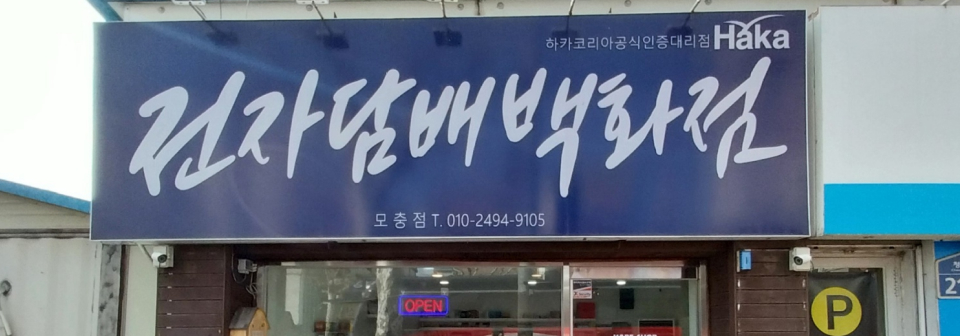 하카코리아공식인증대리점 Haka
전자담배백화점
모충점 T. 010-2494-9105
OPEN
P